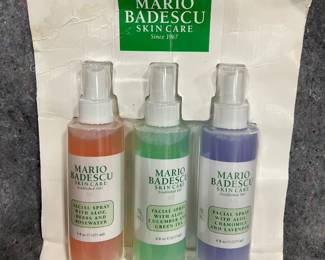 MARIO
BADESCU
SKIN CARE
Since 1967
MARIO
BADESCU
SKIN CARE
FACIAL SPRAY
WITH ALOE,
HERBS AND
ROSEWATER
MARIO
BADESCU
SKIN CARE
FACIAL SPRAY
WITH ALOE,
CUCUMBER AND
GREEN TEA
MARIO
BADESCU
SKIN CARE
FACIAL SPRAY
WITH ALOE,
CHAMOMILE
AND LAVENDER